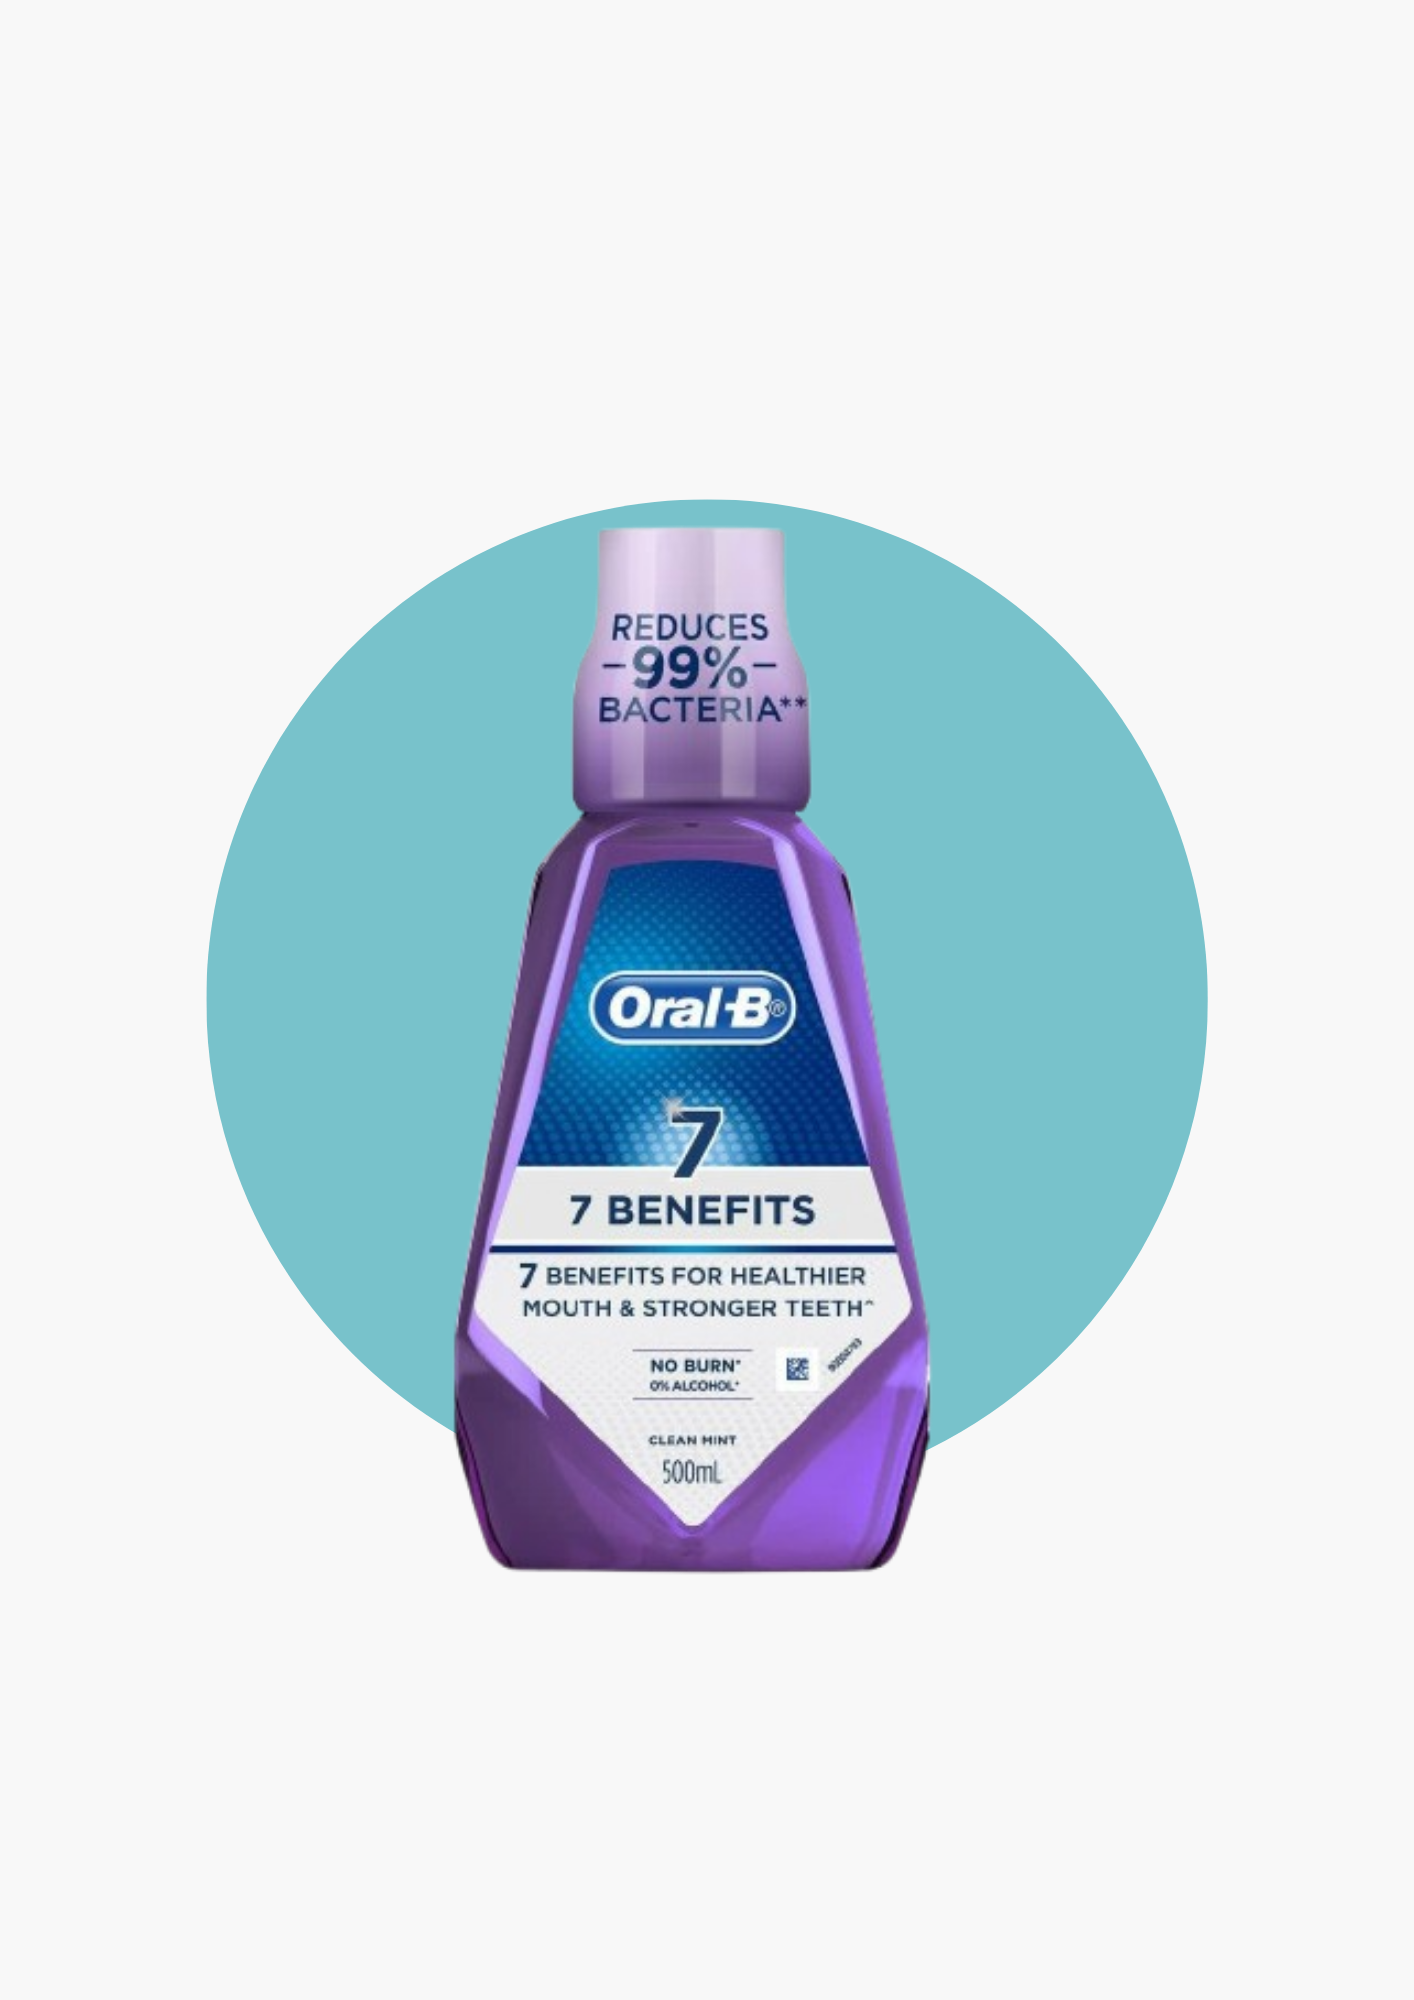 REDUCES
-99%-
BACTERIA**
Oral-B®
7
7 BENEFITS
7 BENEFITS FOR HEALTHIER
MOUTH & STRONGER TEETH^
NO BURN*
0% ALCOHOL*
CLEAN MINT
500mL